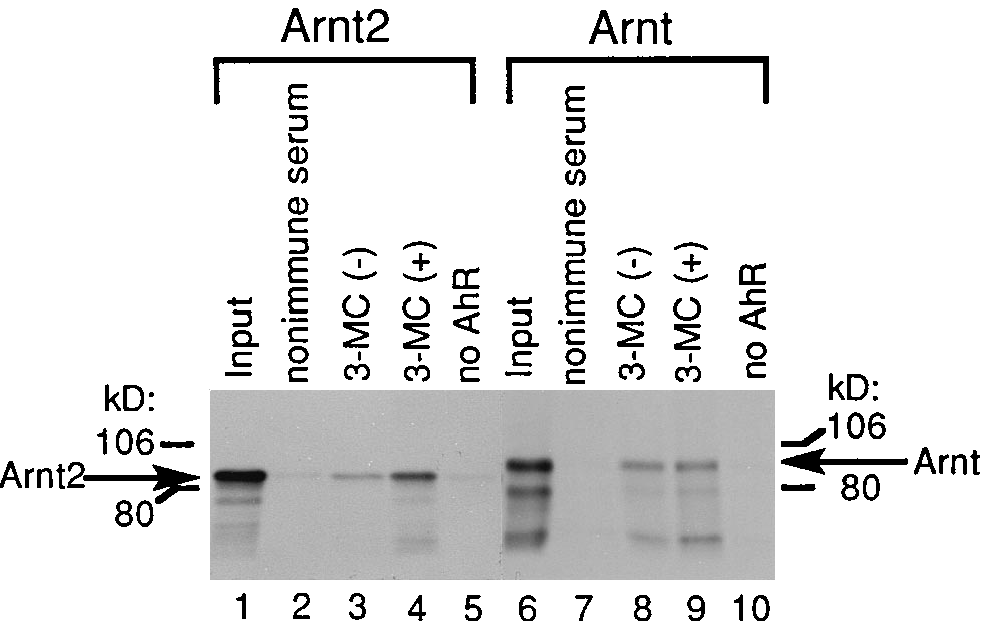 Arnt2 Arnt
Input
nonimmune serum
3-MC (-)
3-MC (+)
no AhR
Input
nonimmune serum
3-MC (-)
3-MC (+)
no AhR
kD:
106
Arnt2
80
kD:
106
Arnt
80
1 2 3 4 5 6 7 8 9 10